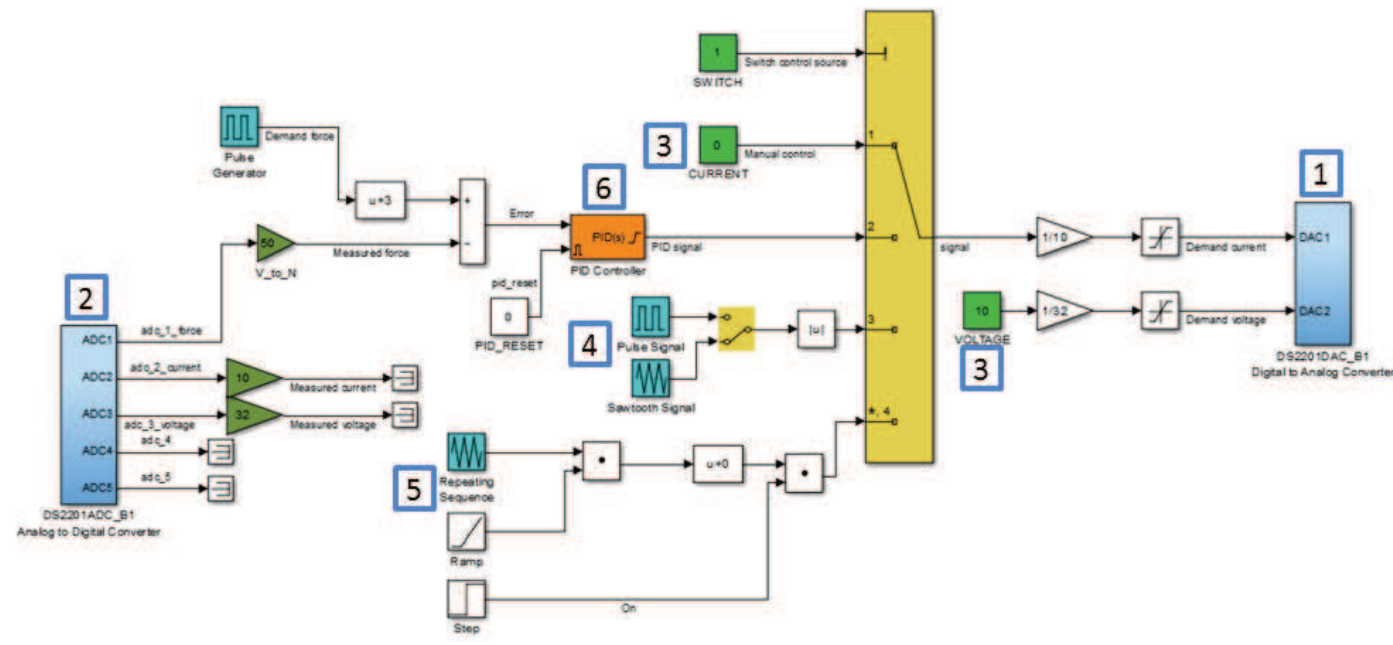 1
Switch control source
SWITCH
Demand force
Pulse
Generator
3
0
Manual control
CURRENT
1
u+3
6
+
−
Error
PID(s)
PID signal
PID Controller
2
signal
1/10
Demand current
1
DAC1
DAC2
DS2201DAC_B1
Digital to Analog Converter
50
V_to_N
Measured force
pid_reset
0
PID_RESET
2
ADC1
adc_1_force
ADC2
adc_2_current
10
Measured current
ADC3
adc_3_voltage
32
Measured voltage
ADC4
adc_4
ADC5
adc_5
DS2201ADC_B1
Analog to Digital Converter
4
Pulse Signal
Sawtooth Signal
|u|
3
10
VOLTAGE
3
1/32
Demand voltage
5
Repeating
Sequence
u+0
*, 4
Ramp
Step
On